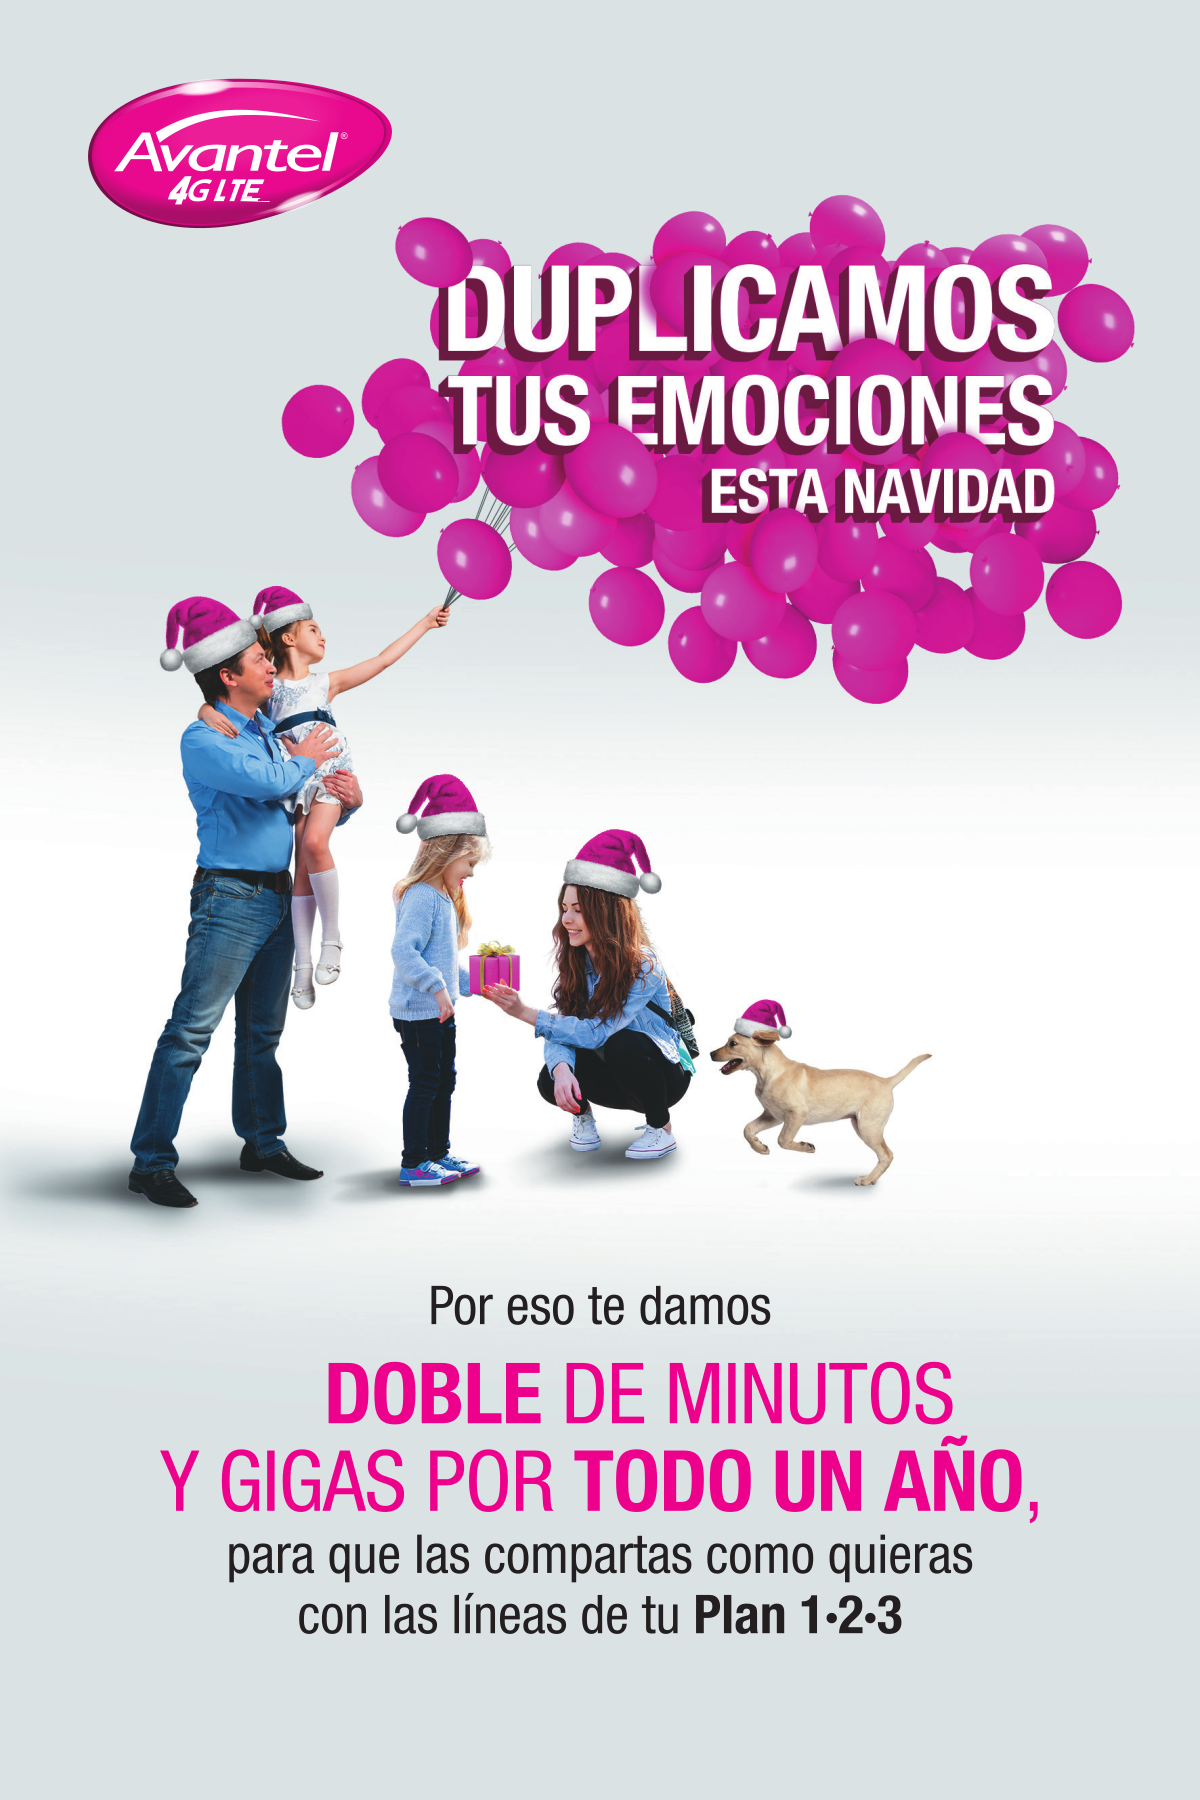 Avantel®
4G LTE
DUPLICAMOS
TUS EMOCIONES
ESTA NAVIDAD
Por eso te damos
DOBLE DE MINUTOS
Y GIGAS POR TODO UN AÑO,
para que las compartas como quieras
con las líneas de tu Plan 1•2•3